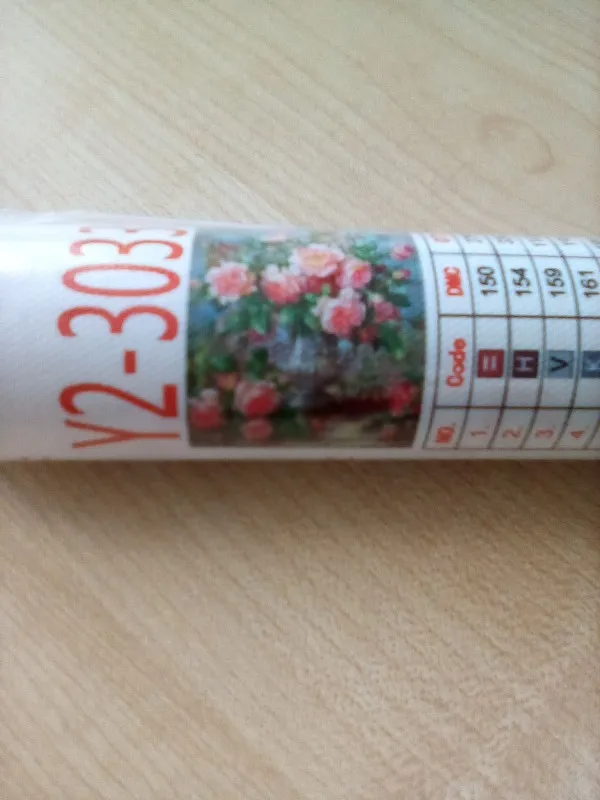 Y2-303
NO. Code DMC
1. = 150
2. H 154
3. V 159
4 K 161